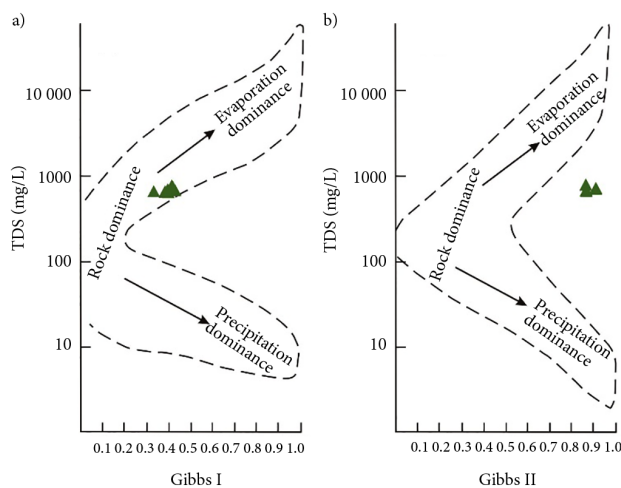 a)
10 000
1000
100
10
TDS (mg/L)
Evaporation
dominance
Rock dominance
Precipitation
dominance
0.1 0.2 0.3 0.4 0.5 0.6 0.7 0.8 0.9 1.0
Gibbs I
b)
10 000
1000
100
10
TDS (mg/L)
Evaporation
dominance
Rock dominance
Precipitation
dominance
0.1 0.2 0.3 0.4 0.5 0.6 0.7 0.8 0.9 1.0
Gibbs II